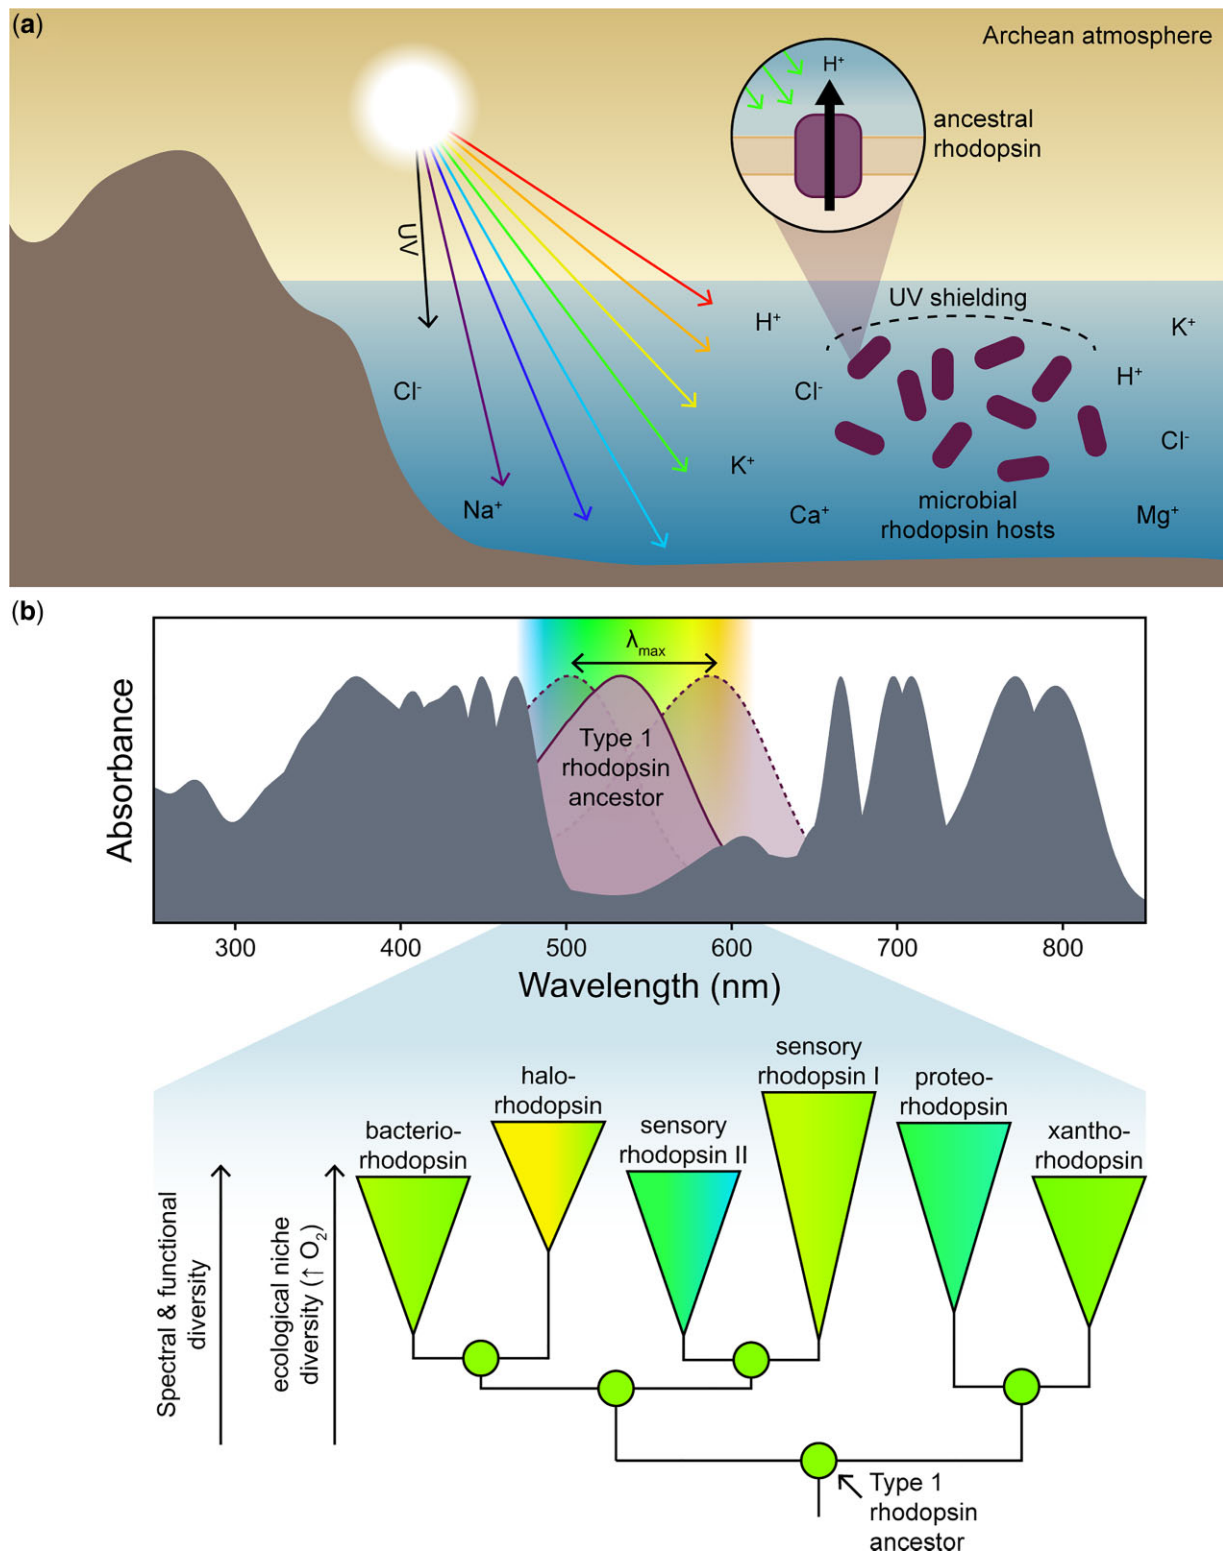 (a)
Archean atmosphere
H⁺
ancestral
rhodopsin
UV
UV shielding
H⁺
K⁺
Cl⁻
Cl⁻
H⁺
K⁺
Cl⁻
Na⁺
Ca⁺
microbial
rhodopsin hosts
Mg⁺
(b)
Absorbance
λmax
Type 1
rhodopsin
ancestor
300
400
500
600
700
800
Wavelength (nm)
bacterio-
rhodopsin
halo-
rhodopsin
sensory
rhodopsin II
sensory
rhodopsin I
proteo-
rhodopsin
xantho-
rhodopsin
Spectral & functional
diversity
ecological niche
diversity (↑ O₂)
Type 1
rhodopsin
ancestor